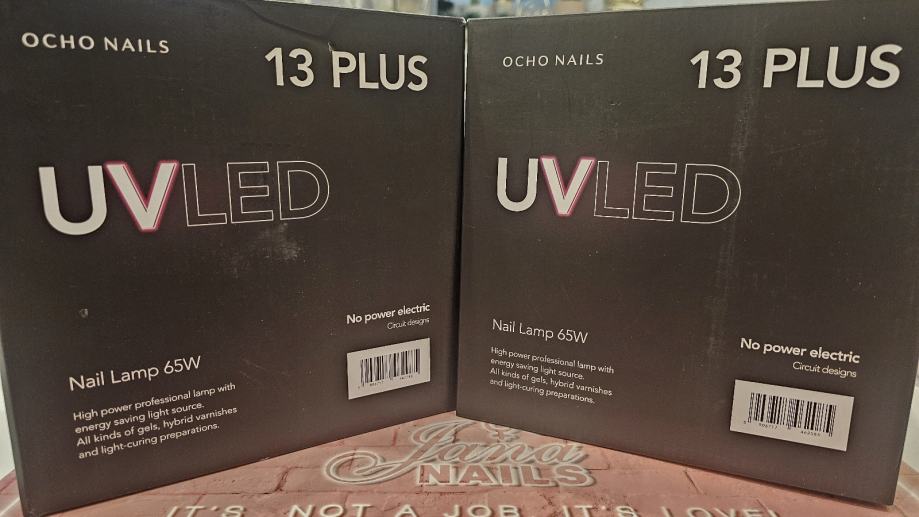 OCHO NAILS
13 PLUS
UVLED
No power electric
Circuit designs
Nail Lamp 65W
High power professional lamp with
energy saving light source.
All kinds of gels, hybrid varnishes
and light-curing preparations.
OCHO NAILS
13 PLUS
UVLED
No power electric
Circuit designs
Nail Lamp 65W
High power professional lamp with
energy saving light source.
All kinds of gels, hybrid varnishes
and light-curing preparations.
Jana
NAILS
IT'S NOT A JOB IT'S LOVE!